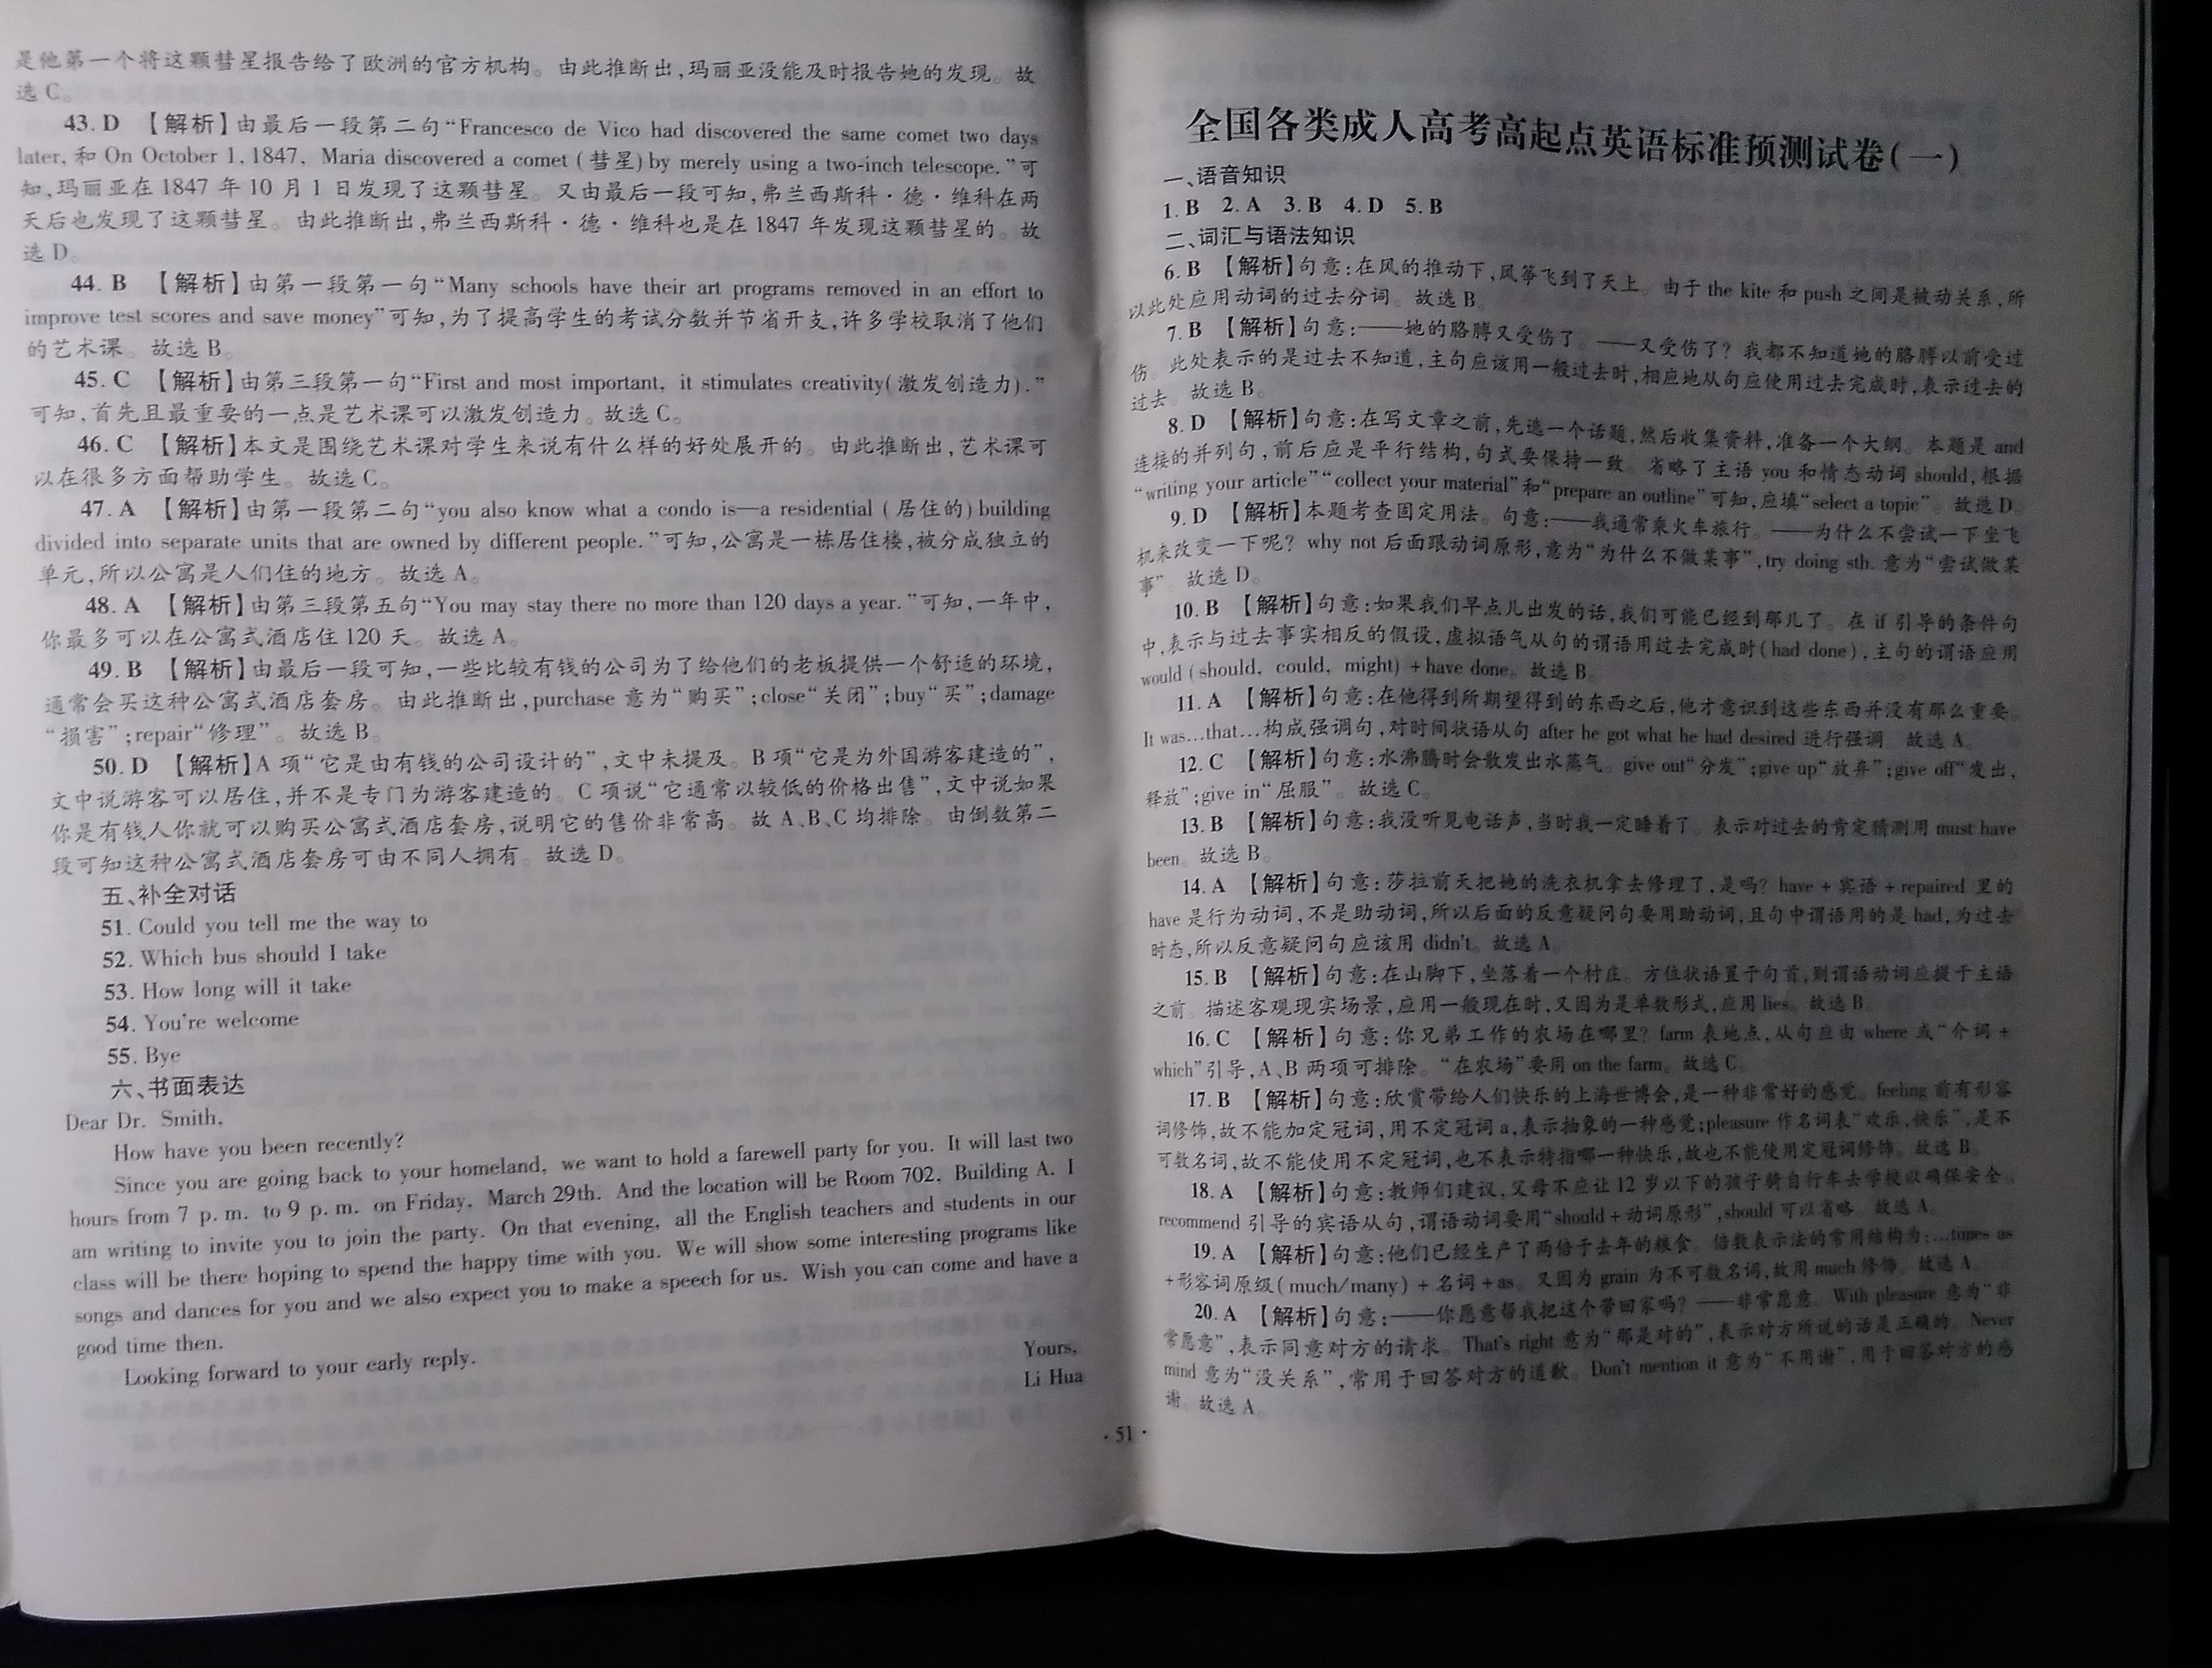 是他第一个将这颗彗星报告给了欧洲的官方机构。由此推断出,玛丽亚没能及时报告她的发现。故
选 C。
43. D 【解析】由最后一段第二句“Francesco de Vico had discovered the same comet two days
later. 和 On October 1, 1847, Maria discovered a comet (彗星) by merely using a two-inch telescope.”可
知,玛丽亚在 1847 年 10 月 1 日发现了这颗彗星。又由最后一段可知,弗兰西斯科·德·维科在两
天后也发现了这颗彗星。由此推断出,弗兰西斯科·德·维科也是在 1847 年发现这颗彗星的。故
选 D。
44. B 【解析】由第一段第一句“Many schools have their art programs removed in an effort to
improve test scores and save money”可知,为了提高学生的考试分数并节省开支,许多学校取消了他们
的艺术课。故选 B。
45. C 【解析】由第三段第一句“First and most important, it stimulates creativity(激发创造力).”
可知,首先且最重要的一点是艺术课可以激发创造力。故选 C。
46. C 【解析】本文是围绕艺术课对学生来说有什么样的好处展开的。由此推断出,艺术课可
以在很多方面帮助学生。故选 C。
47. A 【解析】由第一段第二句“you also know what a condo is—a residential (居住的) building
divided into separate units that are owned by different people.”可知,公寓是一栋居住楼,被分成独立的
单元,所以公寓是人们住的地方。故选 A。
48. A 【解析】由第三段第五句“You may stay there no more than 120 days a year.”可知,一年中,
你最多可以在公寓式酒店住 120 天。故选 A。
49. B 【解析】由最后一段可知,一些比较有钱的公司为了给他们的老板提供一个舒适的环境,
通常会买这种公寓式酒店套房。由此推断出,purchase 意为“购买”;close“关闭”;buy“买”;damage
“损害”;repair“修理”。故选 B。
50. D 【解析】A 项“它是由有钱的公司设计的”,文中未提及。B 项“它是为外国游客建造的”,
文中说游客可以居住,并不是专门为游客建造的。C 项说“它通常以较低的价格出售”,文中说如果
你是有钱人你就可以购买公寓式酒店套房,说明它的售价非常高。故 A、B、C 均排除。由倒数第二
段可知这种公寓式酒店套房可由不同人拥有。故选 D。
五、补全对话
51. Could you tell me the way to
52. Which bus should I take
53. How long will it take
54. You're welcome
55. Bye
六、书面表达
Dear Dr. Smith,
How have you been recently?
Since you are going back to your homeland, we want to hold a farewell party for you. It will last two
hours from 7 p. m. to 9 p. m. on Friday, March 29th. And the location will be Room 702, Building A. I
am writing to invite you to join the party. On that evening, all the English teachers and students in our
class will be there hoping to spend the happy time with you. We will show some interesting programs like
songs and dances for you and we also expect you to make a speech for us. Wish you can come and have a
good time then.
Looking forward to your early reply.
Yours,
Li Hua
· 51 ·
全国各类成人高考高起点英语标准预测试卷(一)
一、语音知识
1. B 2. A 3. B 4. D 5. B
二、词汇与语法知识
6. B 【解析】句意:在风的推动下,风筝飞到了天上。由于 the kite 和 push 之间是被动关系,所
以此处应用动词的过去分词。故选 B。
7. B 【解析】句意:——她的胳膊又受伤了。——又受伤了?我都不知道她的胳膊以前受过
伤。此处表示的是过去不知道,主句应该用一般过去时,相应地从句应使用过去完成时,表示过去的
过去。故选 B。
8. D 【解析】句意:在写文章之前,先选一个话题,然后收集资料,准备一个大纲。本题是 and
连接的并列句,前后应是平行结构,句式要保持一致。省略了主语 you 和情态动词 should,根据
“writing your article”“collect your material”和“prepare an outline”可知,应填“select a topic”。故选 D。
9. D 【解析】本题考查固定用法。句意:——我通常乘火车旅行。——为什么不尝试一下坐飞
机来改变一下呢?why not 后面跟动词原形,意为“为什么不做某事”,try doing sth. 意为“尝试做某
事”。故选 D。
10. B 【解析】句意:如果我们早点儿出发的话,我们可能已经到那儿了。在 if 引导的条件句
中,表示与过去事实相反的假设,虚拟语气从句的谓语用过去完成时(had done),主句的谓语应用
would (should, could, might) +have done。故选 B。
11. A 【解析】句意:在他得到所期望得到的东西之后,他才意识到这些东西并没有那么重要。
It was…that…构成强调句,对时间状语从句 after he got what he had desired 进行强调。故选 A。
12. C 【解析】句意:水沸腾时会散发出水蒸气。give out“分发”;give up“放弃”;give off“发出,
释放”;give in“屈服”。故选 C。
13. B 【解析】句意:我没听见电话声,当时我一定睡着了。表示对过去的肯定猜测用 must have
been。故选 B。
14. A 【解析】句意:莎拉前天把她的洗衣机拿去修理了,是吗?have + 宾语 + repaired 里的
have 是行为动词,不是助动词,所以后面的反意疑问句要用助动词,且句中谓语用的是 had,为过去
时态,所以反意疑问句应该用 didn't。故选 A。
15. B 【解析】句意:在山脚下,坐落着一个村庄。方位状语置于句首,则谓语动词应提于主语
之前。描述客观现实场景,应用一般现在时,又因为是单数形式,应用 lies。故选 B。
16. C 【解析】句意:你兄弟工作的农场在哪里?farm 表地点,从句应由 where 或“介词 +
which”引导,A、B 两项可排除。“在农场”要用 on the farm。故选 C。
17. B 【解析】句意:欣赏带给人们快乐的上海世博会,是一种非常好的感觉。feeling 前有形容
词修饰,故不能加定冠词,用不定冠词 a,表示抽象的一种感觉;pleasure 作名词表“欢乐,快乐”,是不
可数名词,故不能使用不定冠词,也不表示特指哪一种快乐,故也不能使用定冠词修饰。故选 B。
18. A 【解析】句意:教师们建议,父母不应让 12 岁以下的孩子骑自行车去学校以确保安全。
recommend 引导的宾语从句,谓语动词要用“should + 动词原形”,should 可以省略。故选 A。
19. A 【解析】句意:他们已经生产了两倍于去年的粮食。倍数表示法的常用结构为:…times as
+形容词原级(much/many) + 名词 +as。又因为 grain 为不可数名词,故用 much 修饰。故选 A。
20. A 【解析】句意:——你愿意帮我把这个带回家吗?——非常愿意。With pleasure 意为“非
常愿意”,表示同意对方的请求。That's right 意为“那是对的”,表示对方所说的话是正确的。Never
mind 意为“没关系”,常用于回答对方的道歉。Don't mention it 意为“不用谢”,用于回答对方的感
谢。故选 A。